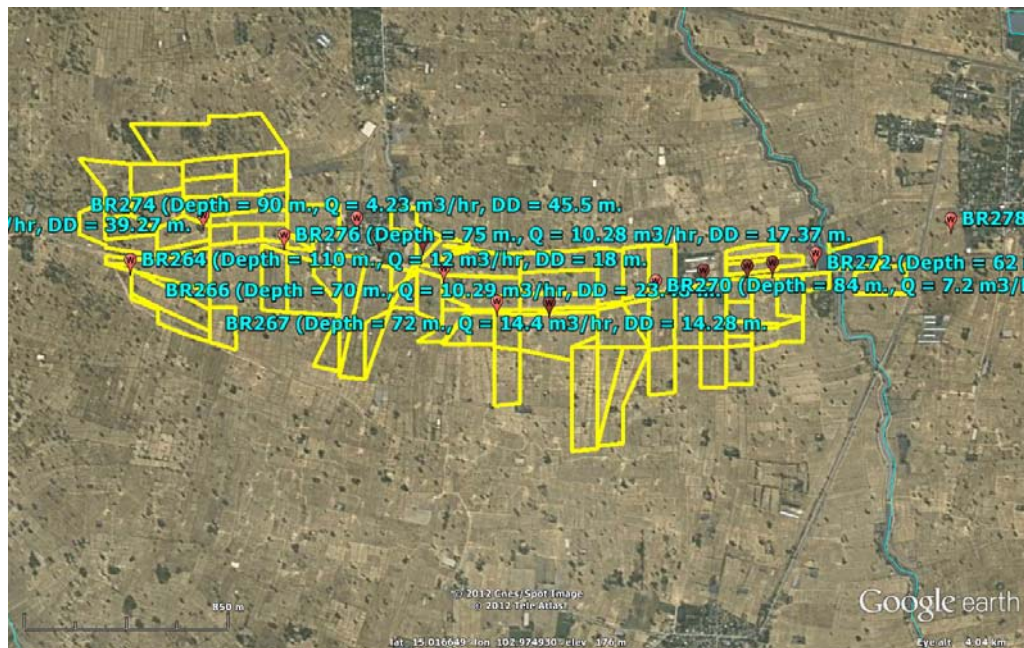 BR274 (Depth = 90 m., Q = 4.23 m3/hr, DD = 45.5 m.
/hr, DD = 39.27 m.
BR278
BR276 (Depth = 75 m., Q = 10.28 m3/hr, DD = 17.37 m.
BR264 (Depth = 110 m., Q = 12 m3/hr, DD = 18 m.
BR272 (Depth = 62
BR266 (Depth = 70 m., Q = 10.29 m3/hr, DD =
BR270 (Depth = 84 m., Q = 7.2 m3/
BR267 (Depth = 72 m., Q = 14.4 m3/hr, DD = 14.28 m.
850 m
© 2012 Cnes/Spot Image
© 2012 Tele Atlas
Google earth
lat 15.016649° lon 102.974930° elev 176 m
Eye alt 4.04 km